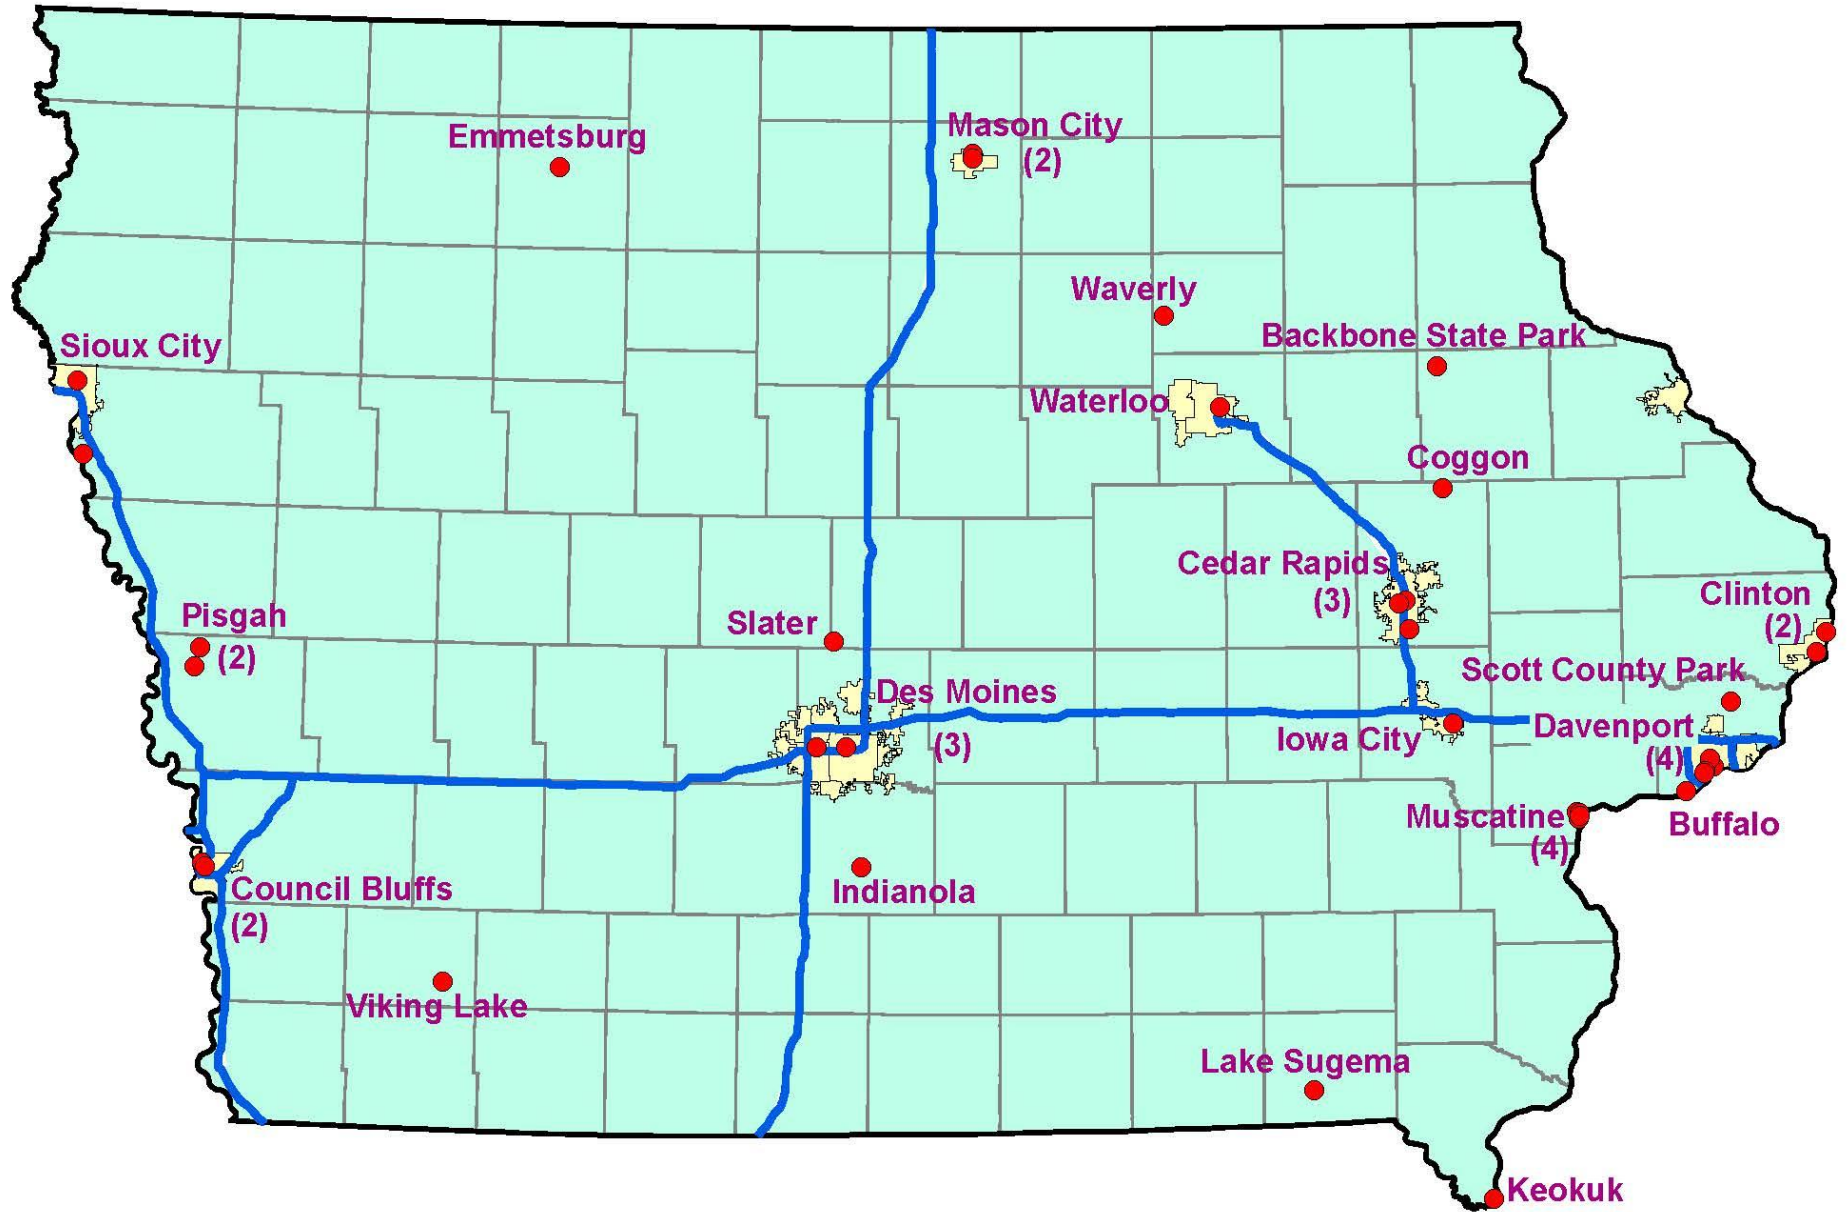 Emmetsburg
Mason City
(2)
Waverly
Sioux City
Backbone State Park
Waterloo
Coggon
Cedar Rapids
(3)
Clinton
(2)
Pisgah
(2)
Slater
Scott County Park
Des Moines
(3)
Iowa City
Davenport
(4)
Muscatine
(4)
Buffalo
Council Bluffs
(2)
Indianola
Viking Lake
Lake Sugema
Keokuk